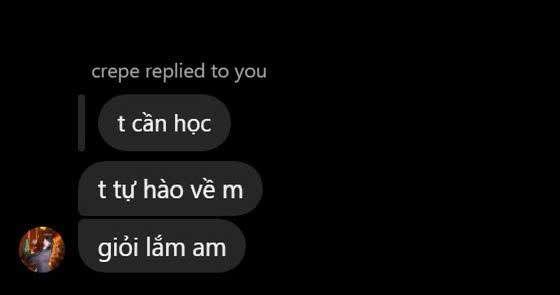 crepe replied to you
t cần học
t tự hào về m
giỏi lắm am